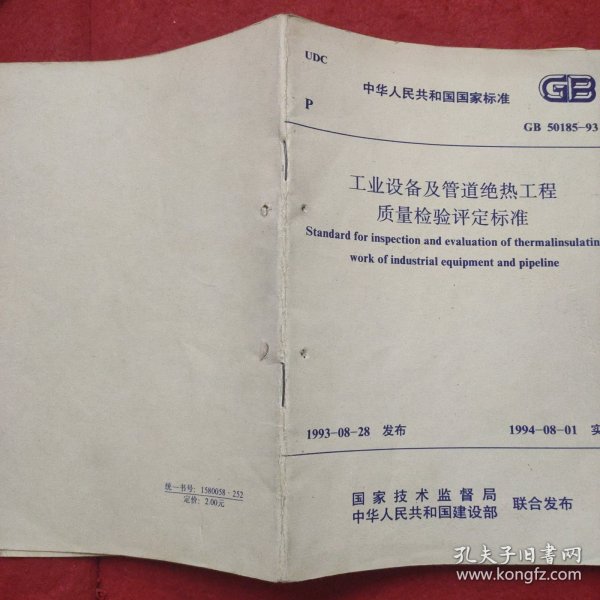 UDC
中华人民共和国国家标准
GB
P
GB 50185-93
工业设备及管道绝热工程
质量检验评定标准
Standard for inspection and evaluation of thermalinsulatin
work of industrial equipment and pipeline
1993-08-28 发布
1994-08-01 实
国家技术监督局
中华人民共和国建设部
联合发布
统一书号：1580058·252
定价：2.00元
孔夫子旧书网
www.kongfz.com